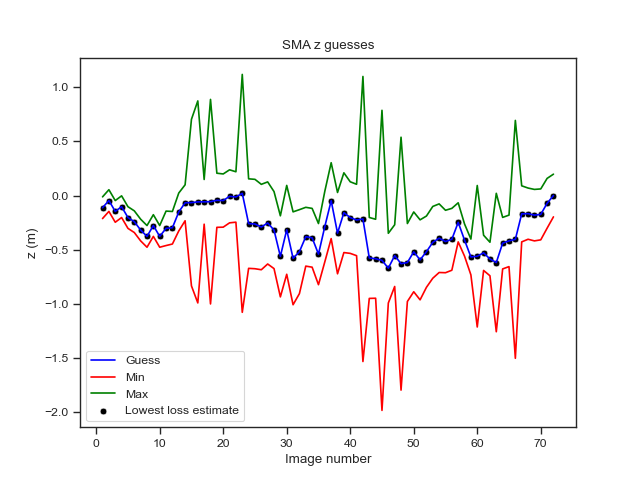 SMA z guesses
1.0
0.5
0.0
−0.5
−1.0
−1.5
−2.0
z (m)
Guess
Min
Max
Lowest loss estimate
0 10 20 30 40 50 60 70
Image number